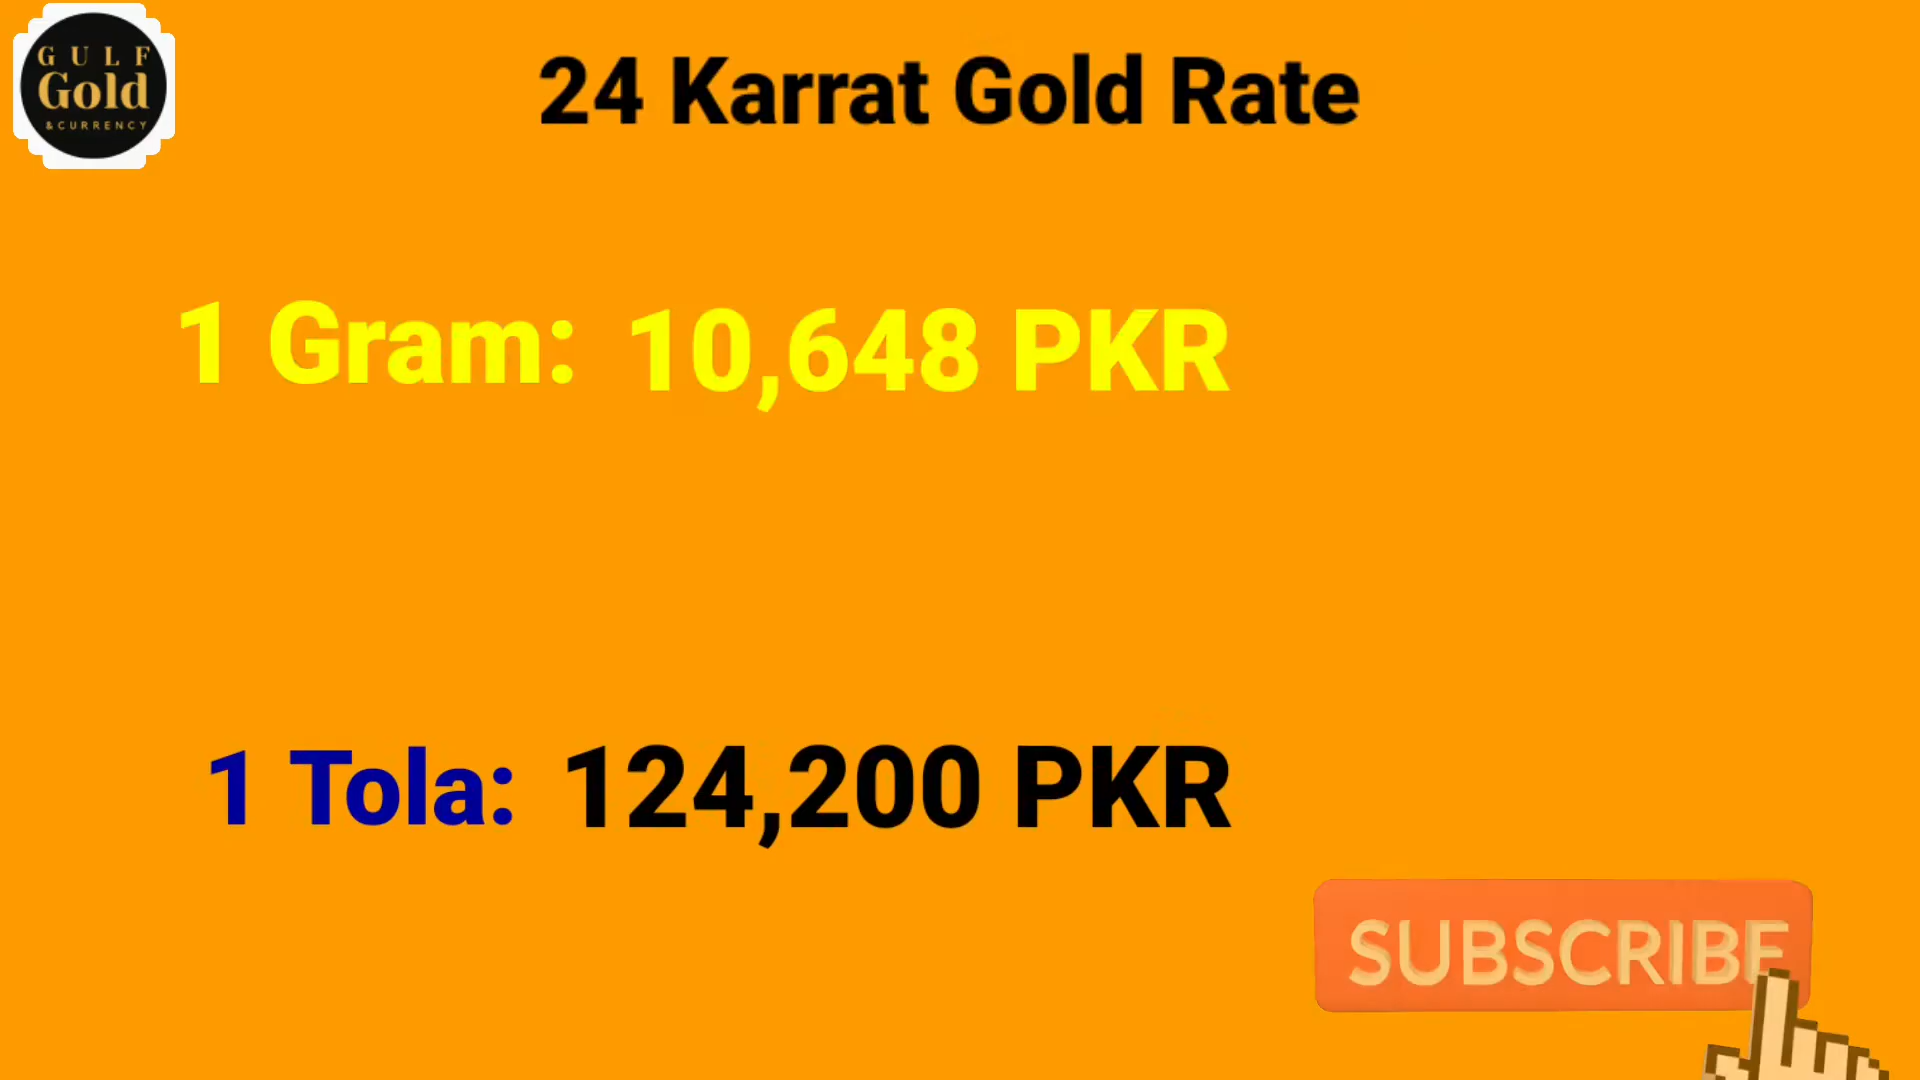 GULF
Gold
&CURRENCY
24 Karrat Gold Rate
1 Gram: 10,648 PKR
1 Tola: 124,200 PKR
SUBSCRIBE